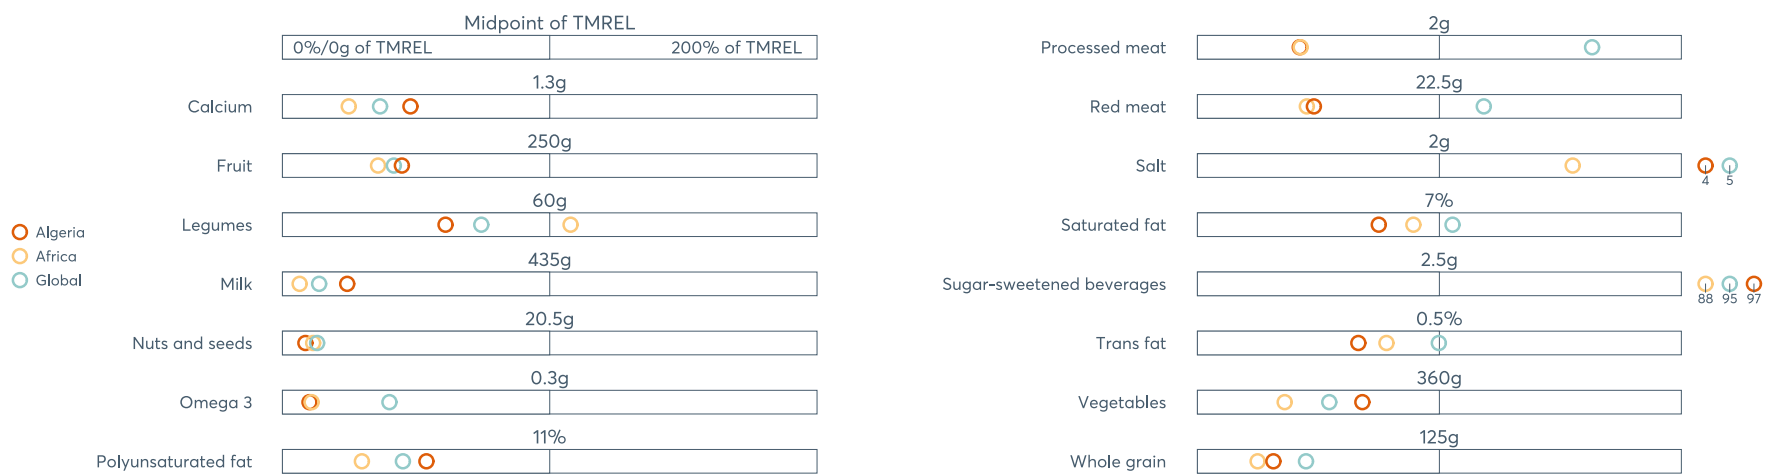 Midpoint of TMREL
0%/0g of TMREL 200% of TMREL
1.3g
Calcium
250g
Fruit
60g
Legumes
435g
Milk
20.5g
Nuts and seeds
0.3g
Omega 3
11%
Polyunsaturated fat
Algeria
Africa
Global
2g
Processed meat
22.5g
Red meat
2g
Salt
4 5
7%
Saturated fat
2.5g
Sugar-sweetened beverages
88 95 97
0.5%
Trans fat
360g
Vegetables
125g
Whole grain